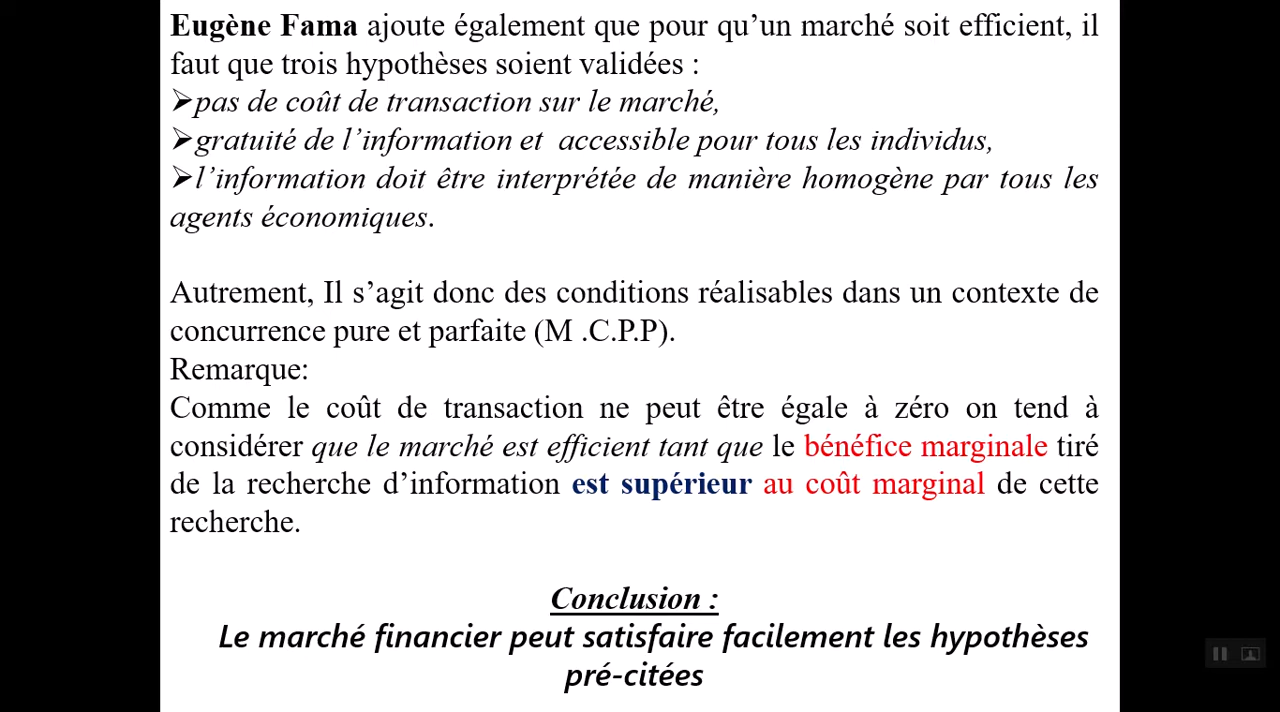 Eugène Fama ajoute également que pour qu’un marché soit efficient, il
faut que trois hypothèses soient validées :
➢pas de coût de transaction sur le marché,
➢gratuité de l’information et accessible pour tous les individus,
➢l’information doit être interprétée de manière homogène par tous les
agents économiques.
Autrement, Il s’agit donc des conditions réalisables dans un contexte de
concurrence pure et parfaite (M .C.P.P).
Remarque:
Comme le coût de transaction ne peut être égale à zéro on tend à
considérer que le marché est efficient tant que le bénéfice marginale tiré
de la recherche d’information est supérieur au coût marginal de cette
recherche.
Conclusion :
Le marché financier peut satisfaire facilement les hypothèses
pré-citées